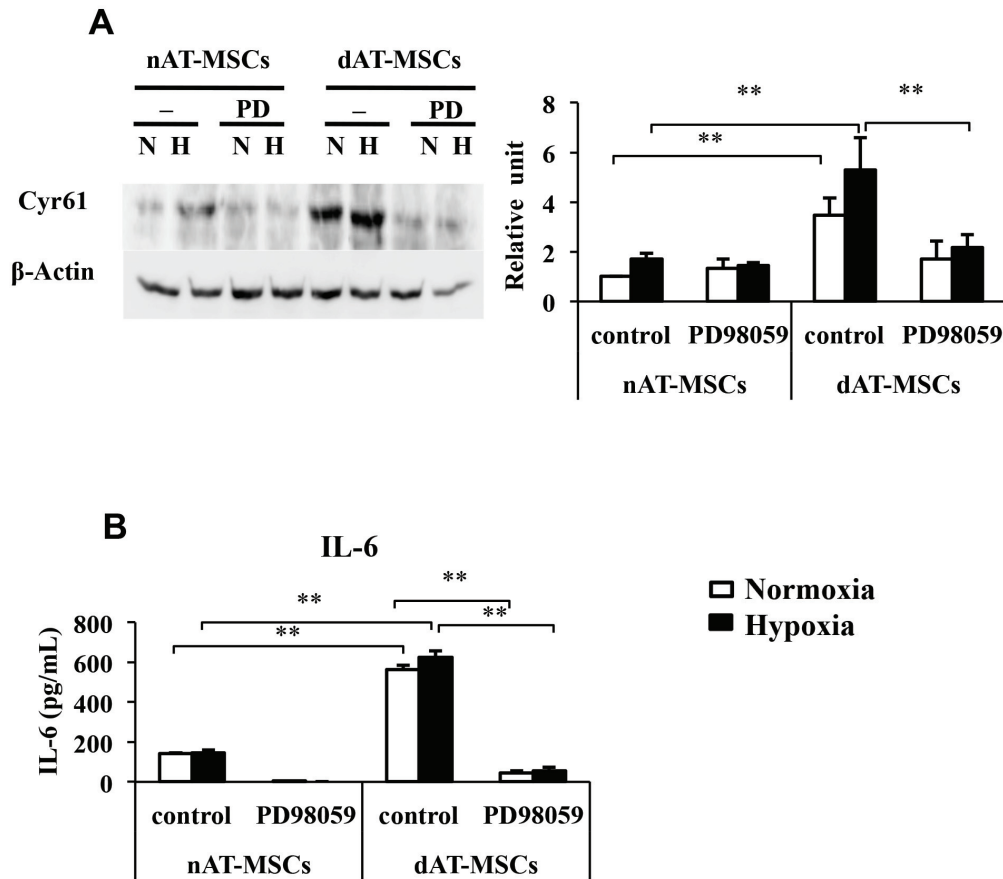 A
nAT-MSCs dAT-MSCs
– PD – PD
N H N H N H N H
Cyr61
β-Actin
** **
**
Relative unit
8
6
4
2
0
control PD98059 control PD98059
nAT-MSCs dAT-MSCs
B
IL-6
**
** **
**
IL-6 (pg/mL)
800
600
400
200
0
control PD98059 control PD98059
nAT-MSCs dAT-MSCs
Normoxia
Hypoxia